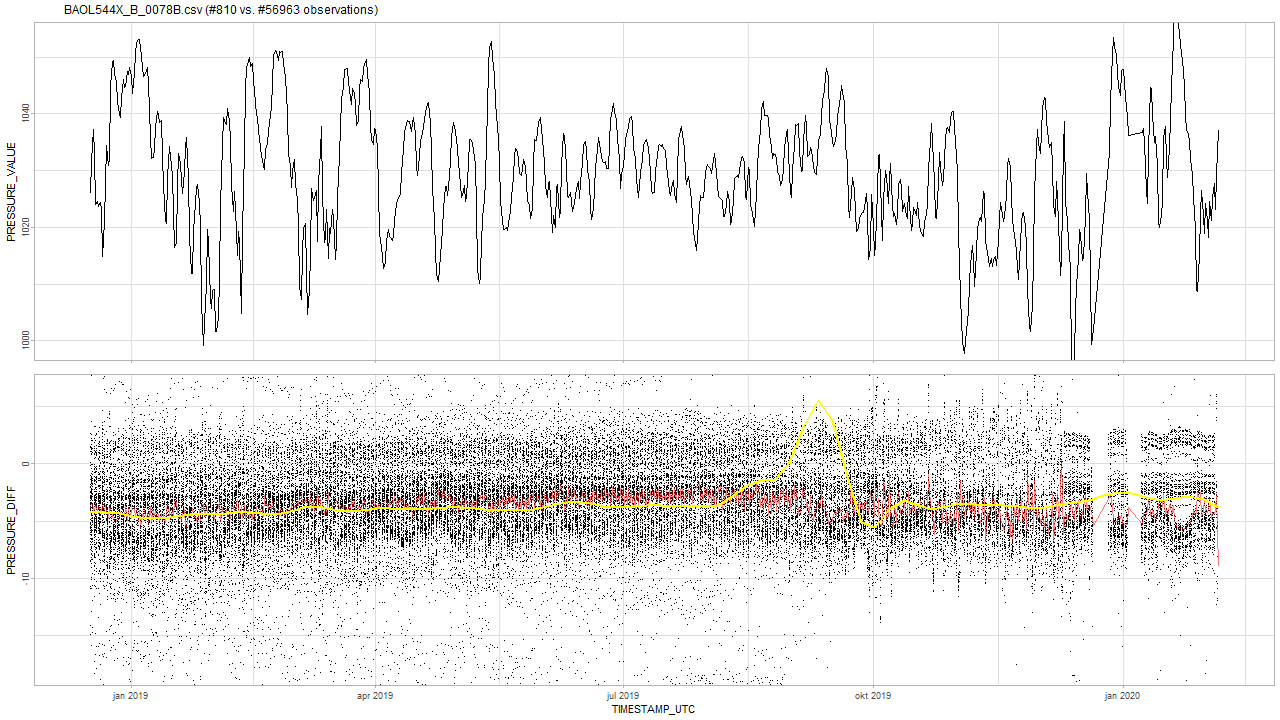 BAOL544X_B_0078B.csv (#810 vs. #56963 observations)
PRESSURE_VALUE
1040
1020
1000
PRESSURE_DIFF
0
-10
jan 2019
apr 2019
jul 2019
okt 2019
jan 2020
TIMESTAMP_UTC